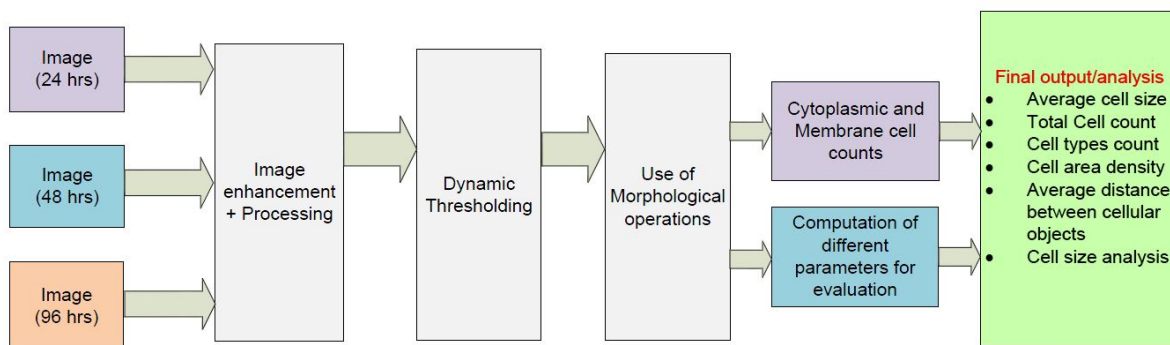 Image
(24 hrs)
Image
(48 hrs)
Image
(96 hrs)
Image
enhancement
+ Processing
Dynamic
Thresholding
Use of
Morphological
operations
Cytoplasmic and
Membrane cell
counts
Computation of
different
parameters for
evaluation
Final output/analysis
• Average cell size
• Total Cell count
• Cell types count
• Cell area density
• Average distance
between cellular
objects
• Cell size analysis